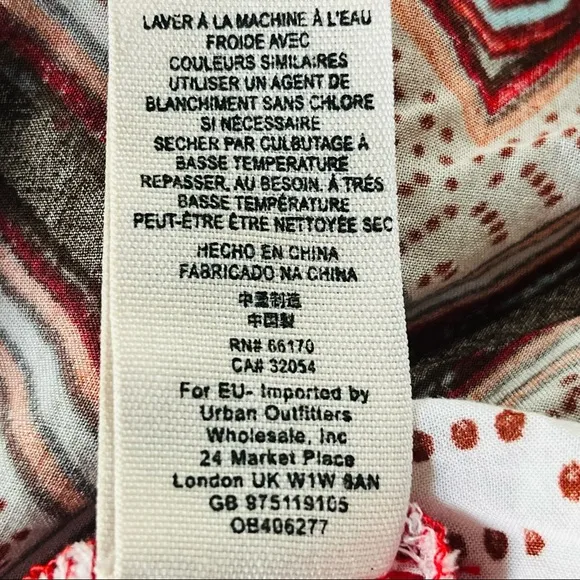 LAVER À LA MACHINE À L'EAU
FROIDE AVEC
COULEURS SIMILAIRES
UTILISER UN AGENT DE
BLANCHIMENT SANS CHLORE
SI NÉCESSAIRE
SECHER PAR CULBUTAGE À
BASSE TEMPERATURE
REPASSER, AU BESOIN, À TRÉS
BASSE TEMPÉRATURE
PEUT-ÊTRE ÊTRE NETTOYÉE SEC
HECHO EN CHINA
FABRICADO NA CHINA
中国制造
中国製
RN# 66170
CA# 32054
For EU- Imported by
Urban Outfitters
Wholesale, Inc
24 Market Place
London UK W1W 8AN
GB 975119105
OB406277